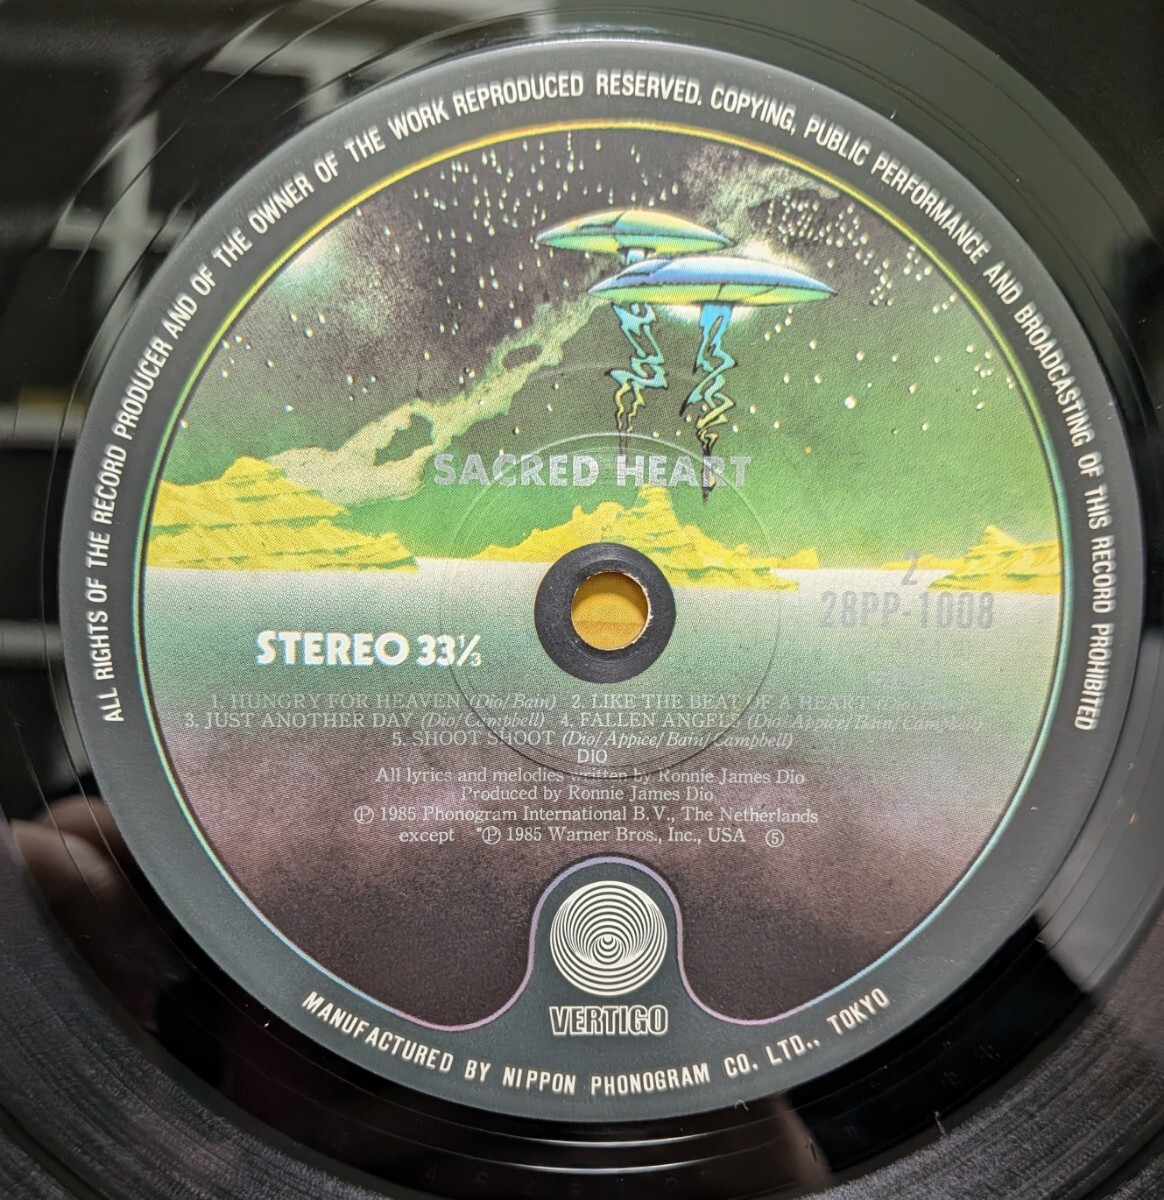 ALL RIGHTS OF THE RECORD PRODUCER AND OF THE OWNER OF THE WORK REPRODUCED RESERVED. COPYING, PUBLIC PERFORMANCE AND BROADCASTING OF THIS RECORD PROHIBITED
SACRED HEART
2
28PP-1008
STEREO 33⅓
1. HUNGRY FOR HEAVEN (Dio/Bain) 2. LIKE THE BEAT OF A HEART
3. JUST ANOTHER DAY (Dio/Campbell) 4. FALLEN ANGELS (Dio/Appice/Bain/Campbell)
5. SHOOT SHOOT (Dio/Appice/Bain/Campbell)
DIO
All lyrics and melodies written by Ronnie James Dio
Produced by Ronnie James Dio
Ⓟ 1985 Phonogram International B.V., The Netherlands
except *Ⓟ 1985 Warner Bros., Inc., USA ⑤
VERTIGO
MANUFACTURED BY NIPPON PHONOGRAM CO. LTD., TOKYO